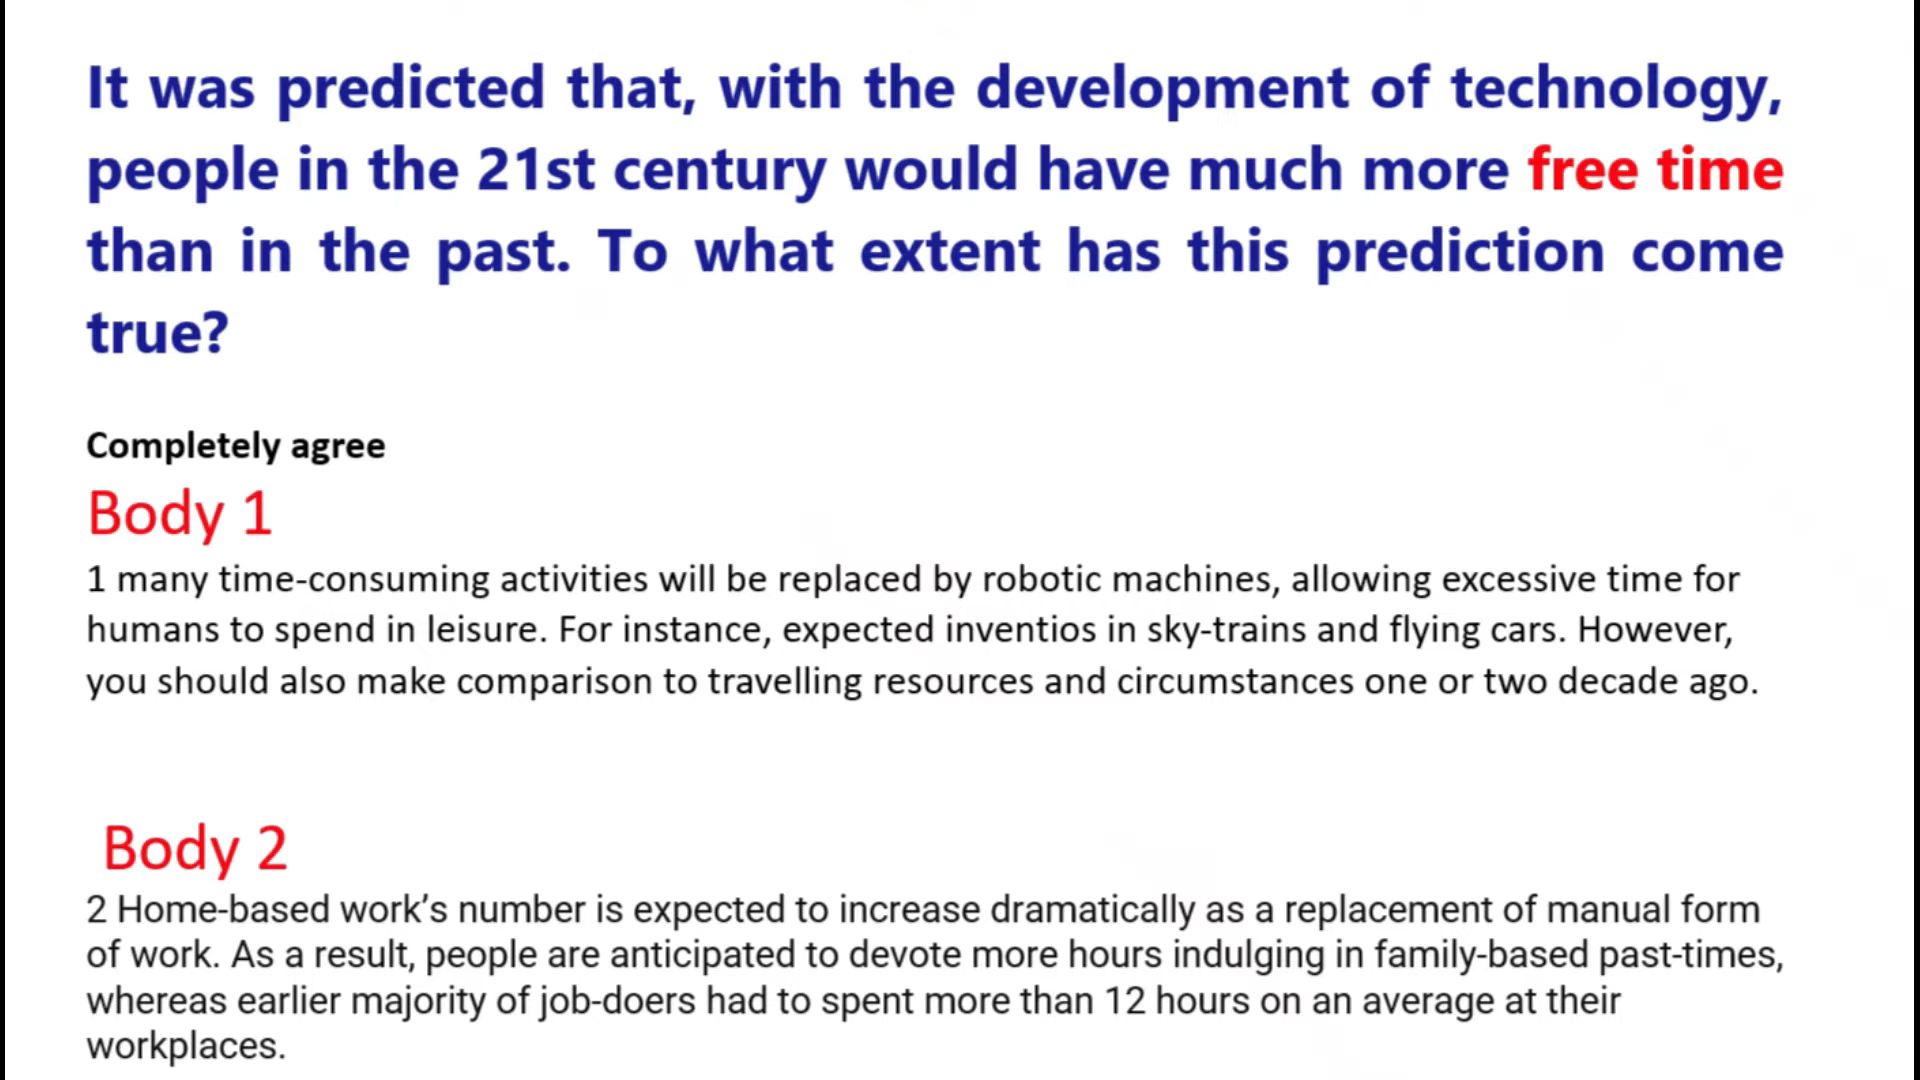 It was predicted that, with the development of technology,
people in the 21st century would have much more free time
than in the past. To what extent has this prediction come
true?
Completely agree
Body 1
1 many time-consuming activities will be replaced by robotic machines, allowing excessive time for
humans to spend in leisure. For instance, expected inventios in sky-trains and flying cars. However,
you should also make comparison to travelling resources and circumstances one or two decade ago.
Body 2
2 Home-based work’s number is expected to increase dramatically as a replacement of manual form
of work. As a result, people are anticipated to devote more hours indulging in family-based past-times,
whereas earlier majority of job-doers had to spent more than 12 hours on an average at their
workplaces.